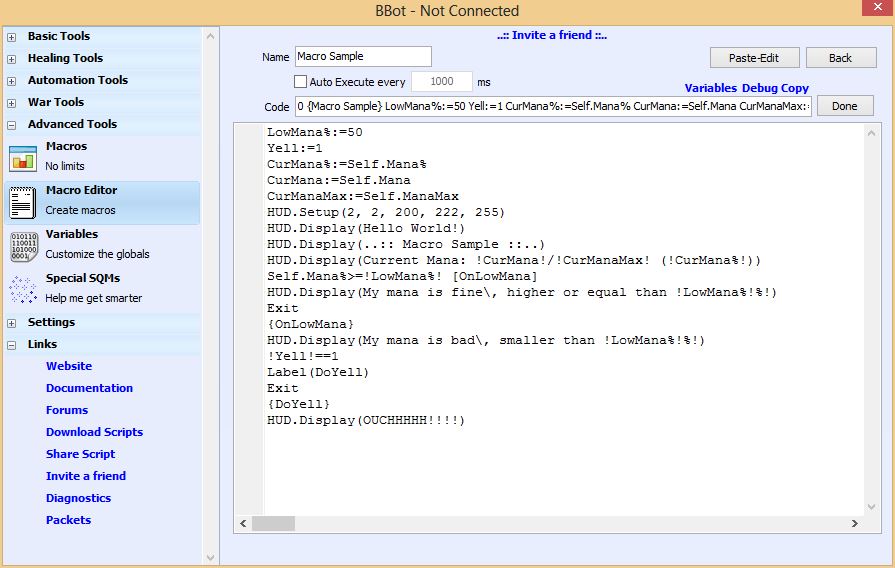 BBot - Not Connected
Basic Tools
Healing Tools
Automation Tools
War Tools
Advanced Tools
Macros
No limits
Macro Editor
Create macros
Variables
Customize the globals
Special SQMs
Help me get smarter
Settings
Links
Website
Documentation
Forums
Download Scripts
Share Script
Invite a friend
Diagnostics
Packets
..:: Invite a friend ::..
Name Macro Sample Paste-Edit Back
Auto Execute every 1000 ms
Variables Debug Copy
Code 0 {Macro Sample} LowMana%:=50 Yell:=1 CurMana%:=Self.Mana% CurMana:=Self.Mana CurManaMax:= Done
LowMana%:=50
Yell:=1
CurMana%:=Self.Mana%
CurMana:=Self.Mana
CurManaMax:=Self.ManaMax
HUD.Setup(2, 2, 200, 222, 255)
HUD.Display(Hello World!)
HUD.Display(..:: Macro Sample ::..)
HUD.Display(Current Mana: !CurMana!/!CurManaMax! (!CurMana%!))
Self.Mana%>=!LowMana%! [OnLowMana]
HUD.Display(My mana is fine\, higher or equal than !LowMana%!%!)
Exit
{OnLowMana}
HUD.Display(My mana is bad\, smaller than !LowMana%!%!)
!Yell!==1
Label(DoYell)
Exit
{DoYell}
HUD.Display(OUCHHHHH!!!!)